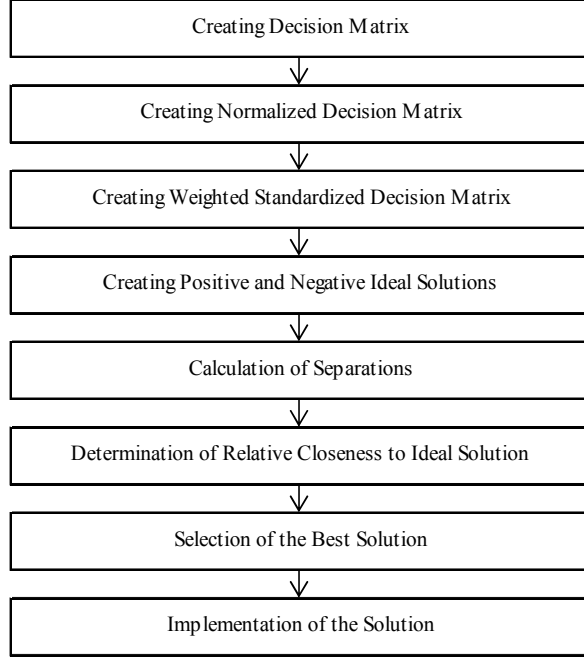 Creating Decision Matrix
Creating Normalized Decision Matrix
Creating Weighted Standardized Decision Matrix
Creating Positive and Negative Ideal Solutions
Calculation of Separations
Determination of Relative Closeness to Ideal Solution
Selection of the Best Solution
Implementation of the Solution